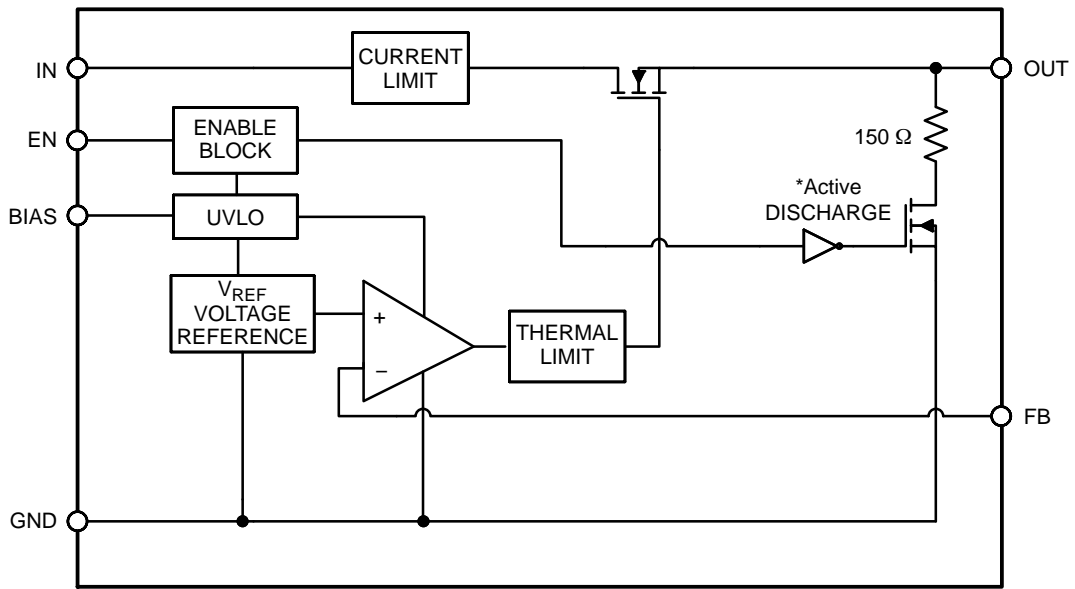 IN
CURRENT
LIMIT
OUT
EN
ENABLE
BLOCK
150 Ω
*Active
DISCHARGE
BIAS
UVLO
VREF
VOLTAGE
REFERENCE
+
−
THERMAL
LIMIT
FB
GND